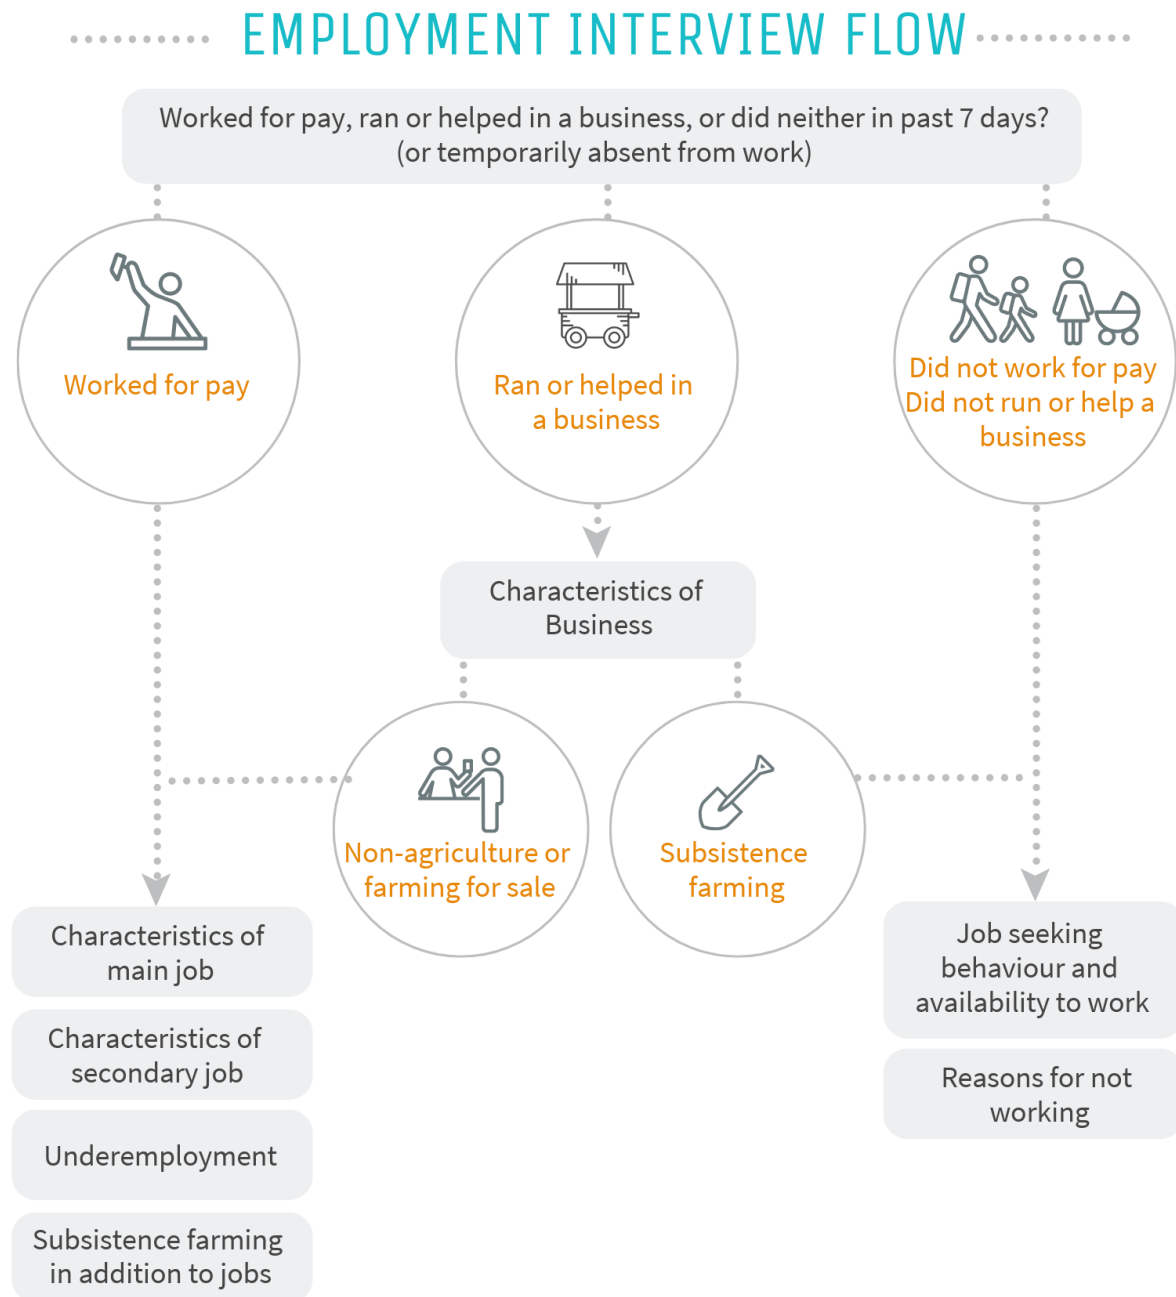 EMPLOYMENT INTERVIEW FLOW
Worked for pay, ran or helped in a business, or did neither in past 7 days?
(or temporarily absent from work)
Worked for pay
Ran or helped in
a business
Did not work for pay
Did not run or help a
business
Characteristics of
Business
Non-agriculture or
farming for sale
Subsistence
farming
Characteristics of
main job
Characteristics of
secondary job
Underemployment
Subsistence farming
in addition to jobs
Job seeking
behaviour and
availability to work
Reasons for not
working